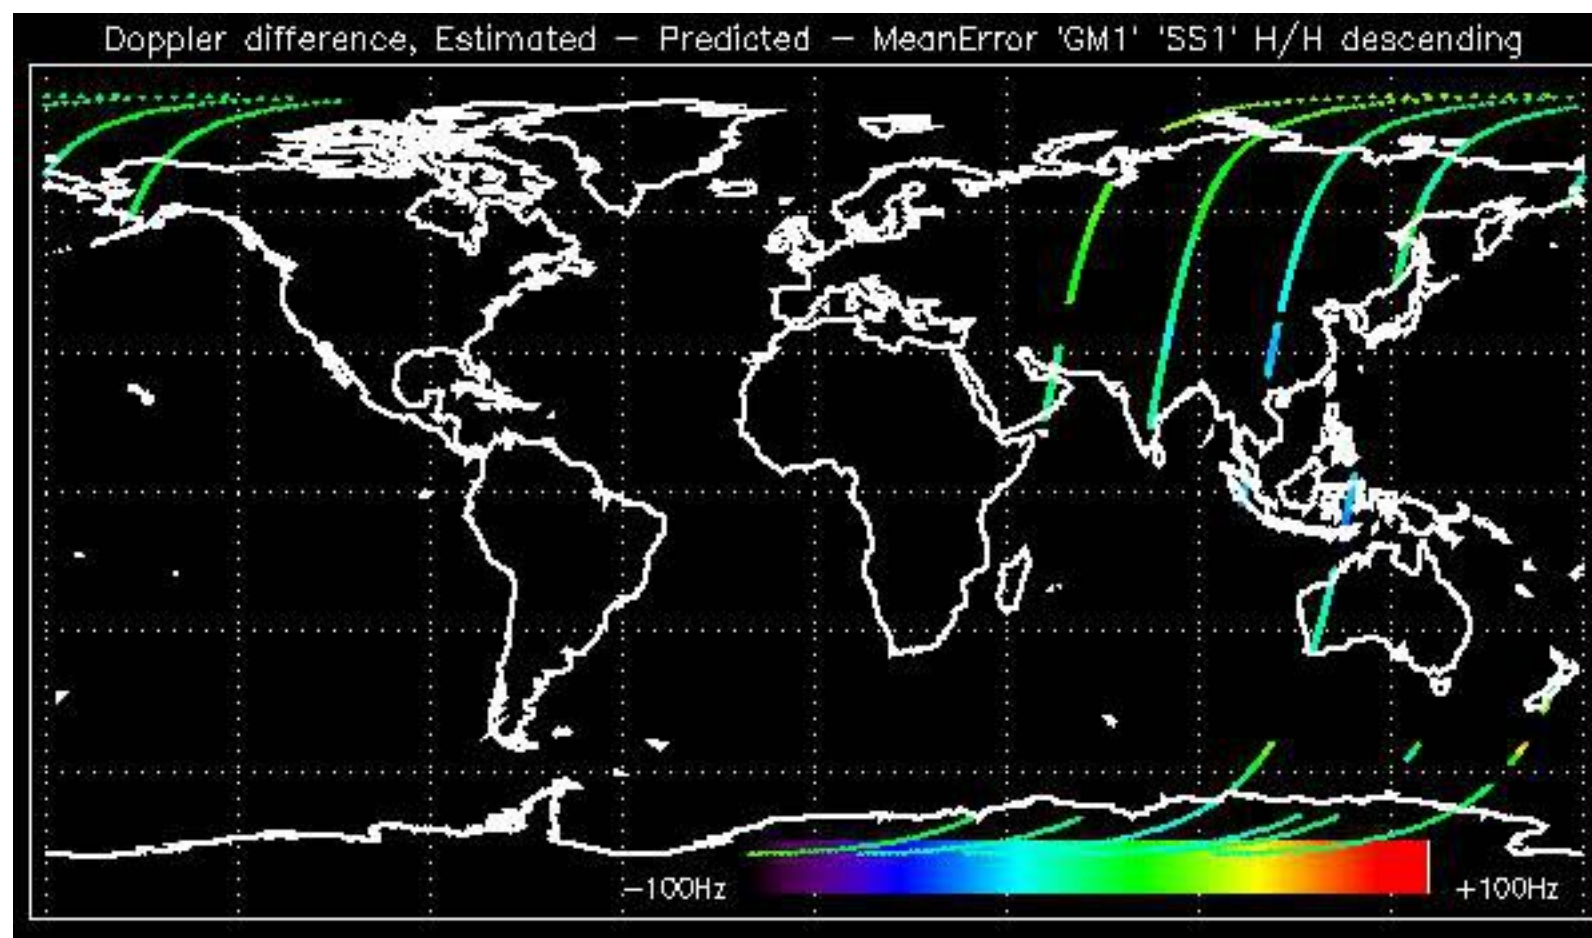 Doppler difference, Estimated – Predicted – MeanError 'GM1' 'SS1' H/H descending
-100Hz
+100Hz